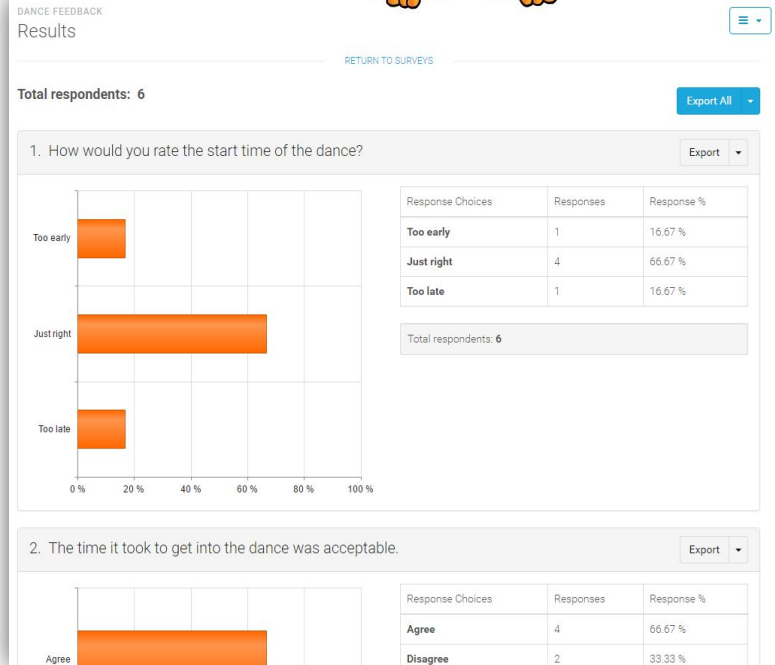 DANCE FEEDBACK
Results
RETURN TO SURVEYS
Total respondents: 6
Export All
1. How would you rate the start time of the dance?
Export
Too early
Just right
Too late
0 % 20 % 40 % 60 % 80 % 100 %
Response Choices Responses Response %
Too early 1 16.67 %
Just right 4 66.67 %
Too late 1 16.67 %
Total respondents: 6
2. The time it took to get into the dance was acceptable.
Export
Agree
Response Choices Responses Response %
Agree 4 66.67 %
Disagree 2 33.33 %